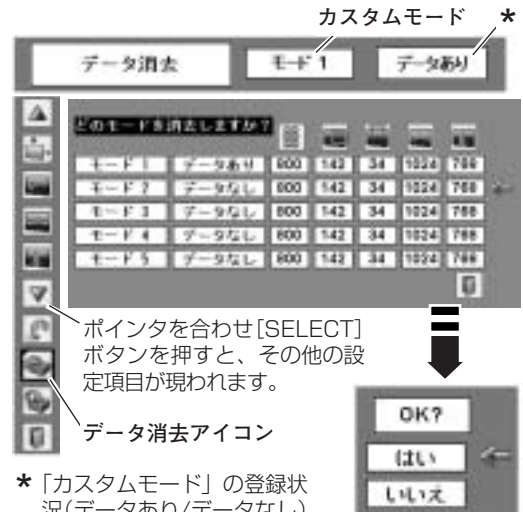 カスタムモード *
データ消去 モード 1 データあり
どのモードを消去しますか?
モード 1 データあり 800 142 34 1024 768
モード 2 データなし 800 142 34 1024 768
モード 3 データなし 800 142 34 1024 768
モード 4 データなし 800 142 34 1024 768
モード 5 データなし 800 142 34 1024 768
ポインタを合わせ[SELECT]
ボタンを押すと、その他の設
定項目が現われます。
データ消去アイコン
OK?
はい
いいえ
*「カスタムモード」の登録状
況(データあり/データなし)